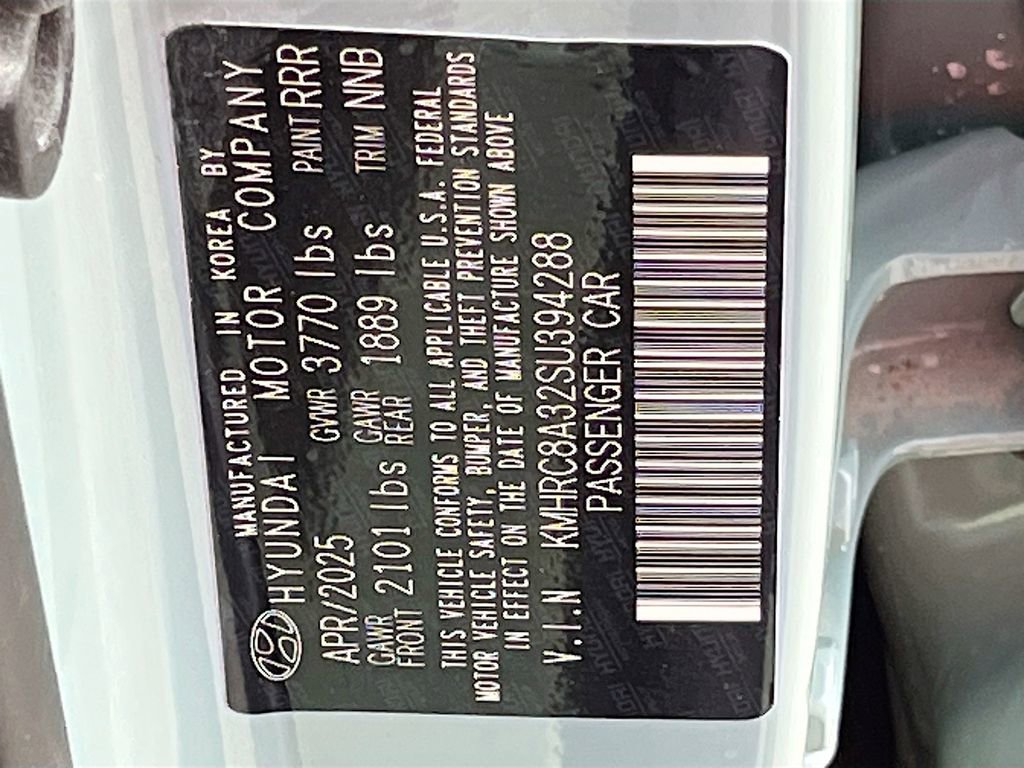 MANUFACTURED IN KOREA BY
HYUNDAI MOTOR COMPANY
APR/2025 GVWR 3770 lbs PAINT RRR
GAWR FRONT 2101 lbs GAWR REAR 1889 lbs TRIM NNB
THIS VEHICLE CONFORMS TO ALL APPLICABLE U.S.A. FEDERAL
MOTOR VEHICLE SAFETY, BUMPER, AND THEFT PREVENTION STANDARDS
IN EFFECT ON THE DATE OF MANUFACTURE SHOWN ABOVE
V.I.N KMHRC8A32SU394288
PASSENGER CAR